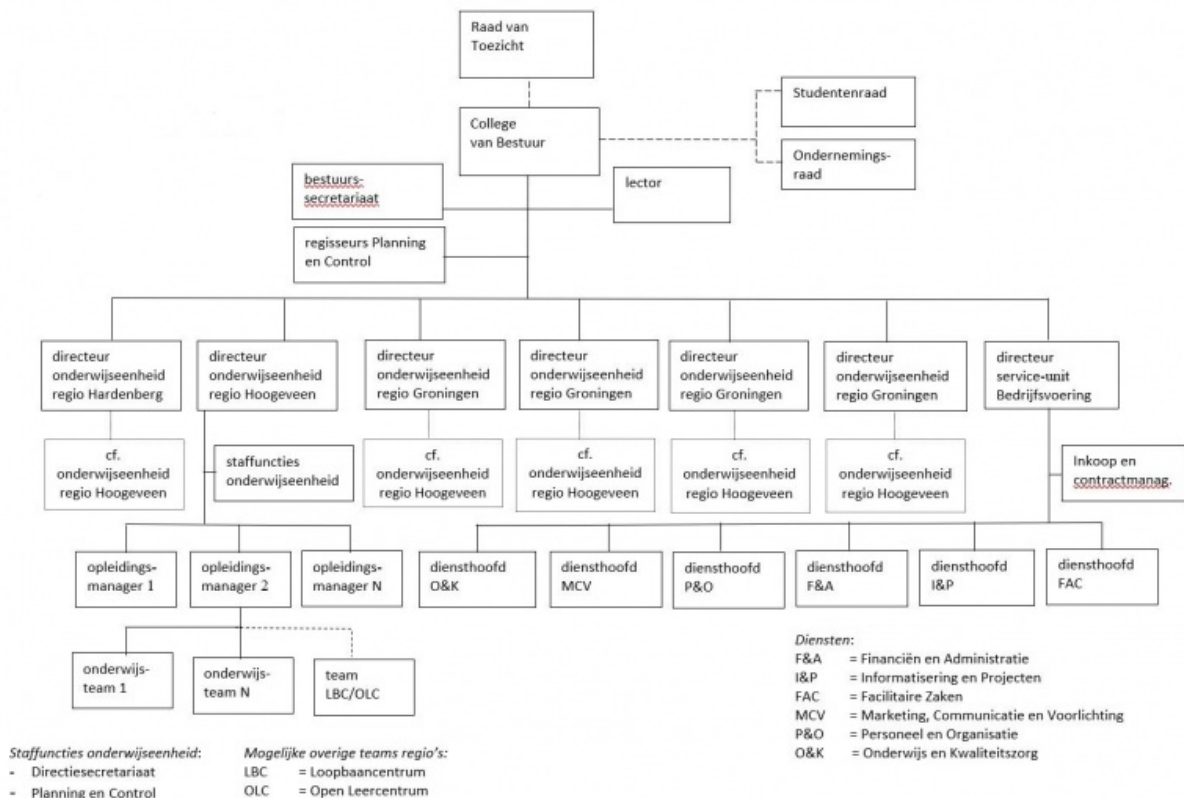 Raad van
Toezicht
College
van Bestuur
Studentenraad
Ondernemings-
raad
bestuurs-
secretariaat
lector
regisseurs Planning
en Control
directeur
onderwijseenheid
regio Hardenberg
directeur
onderwijseenheid
regio Hoogeveen
directeur
onderwijseenheid
regio Groningen
directeur
onderwijseenheid
regio Groningen
directeur
onderwijseenheid
regio Groningen
directeur
onderwijseenheid
regio Groningen
directeur
service-unit
Bedrijfsvoering
cf.
onderwijseenheid
regio Hoogeveen
staffuncties
onderwijseenheid
cf.
onderwijseenheid
regio Hoogeveen
cf.
onderwijseenheid
regio Hoogeveen
cf.
onderwijseenheid
regio Hoogeveen
cf.
onderwijseenheid
regio Hoogeveen
Inkoop en
contractmanag.
opleidings-
manager 1
opleidings-
manager 2
opleidings-
manager N
diensthoofd
O&K
diensthoofd
MCV
diensthoofd
P&O
diensthoofd
F&A
diensthoofd
I&P
diensthoofd
FAC
onderwijs-
team 1
onderwijs-
team N
team
LBC/OLC
Diensten:
F&A = Financiën en Administratie
I&P = Informatisering en Projecten
FAC = Facilitaire Zaken
MCV = Marketing, Communicatie en Voorlichting
P&O = Personeel en Organisatie
O&K = Onderwijs en Kwaliteitszorg
Staffuncties onderwijseenheid:
- Directiesecretariaat
- Planning en Control
Mogelijke overige teams regio's:
LBC = Loopbaancentrum
OLC = Open Leercentrum